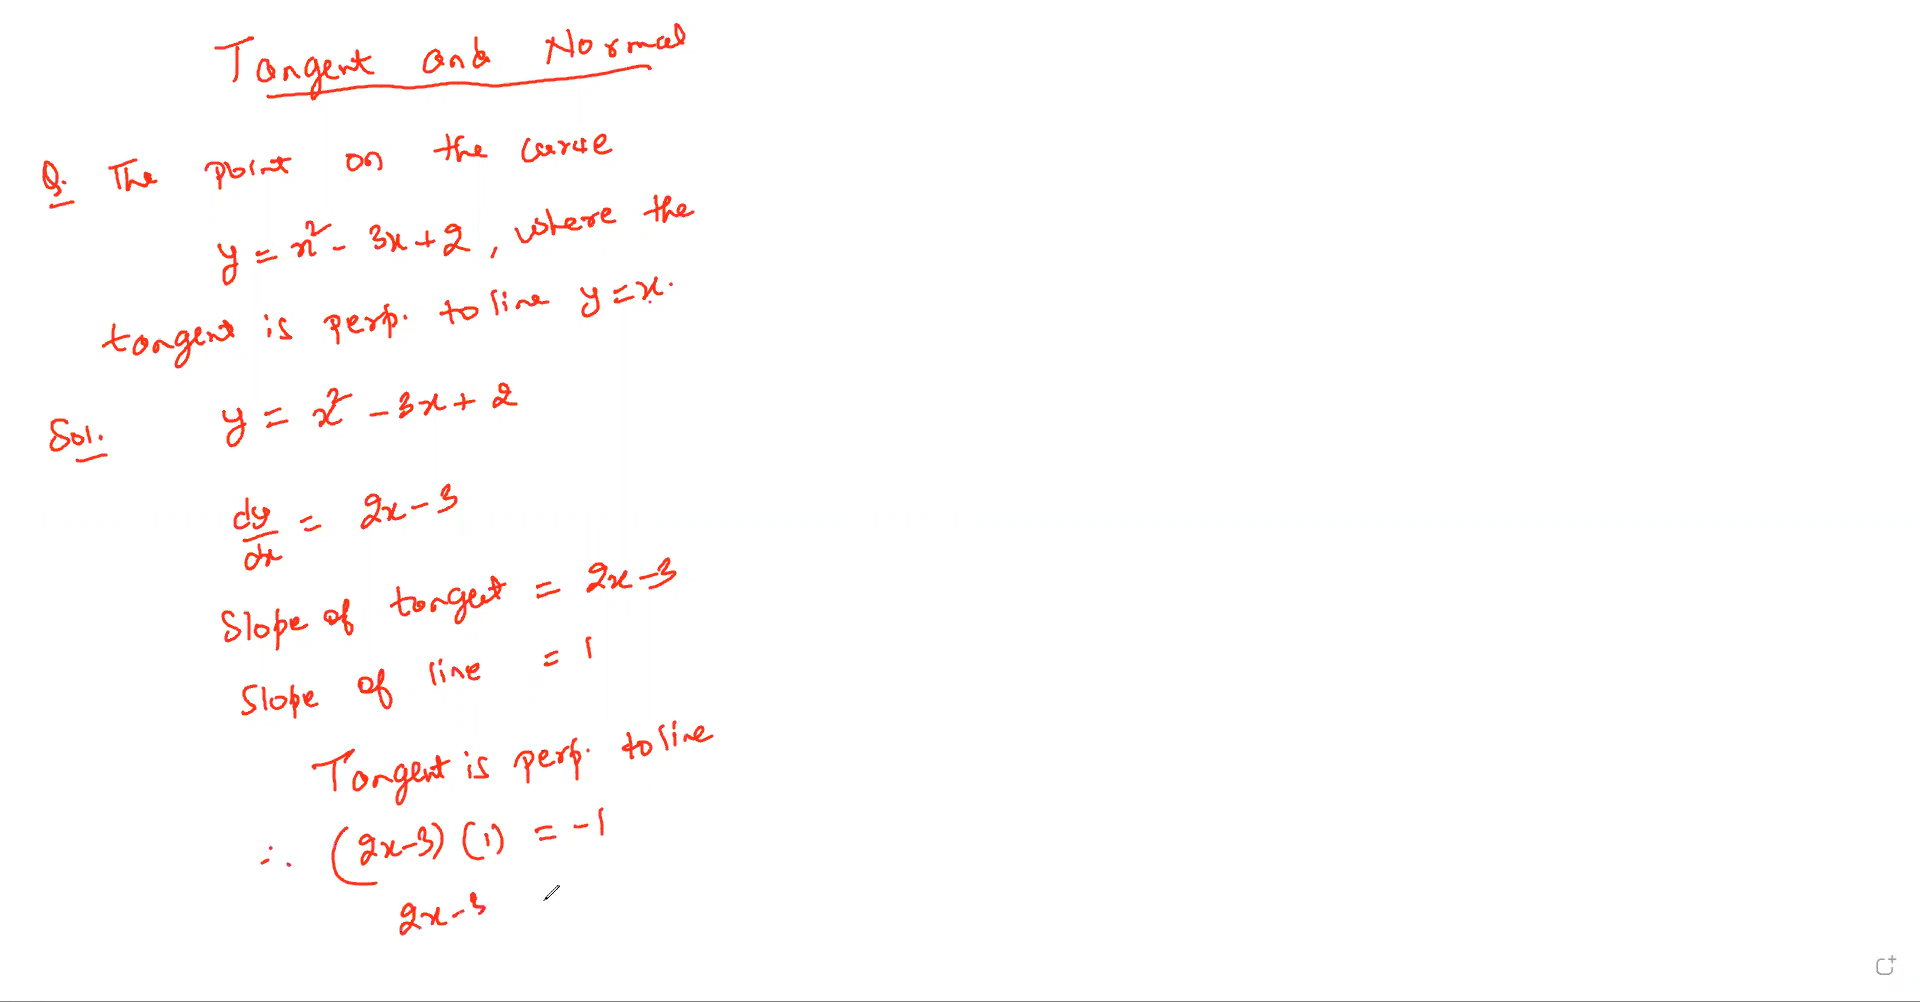 Tangent and Normal
Q. The point on the curve
y = x² - 3x + 2, where the
tangent is perp. to line y = x.
Sol. y = x² - 3x + 2
dy/dx = 2x - 3
Slope of tangent = 2x - 3
Slope of line = 1
Tangent is perp. to line
∴ (2x - 3) (1) = -1
2x - 3